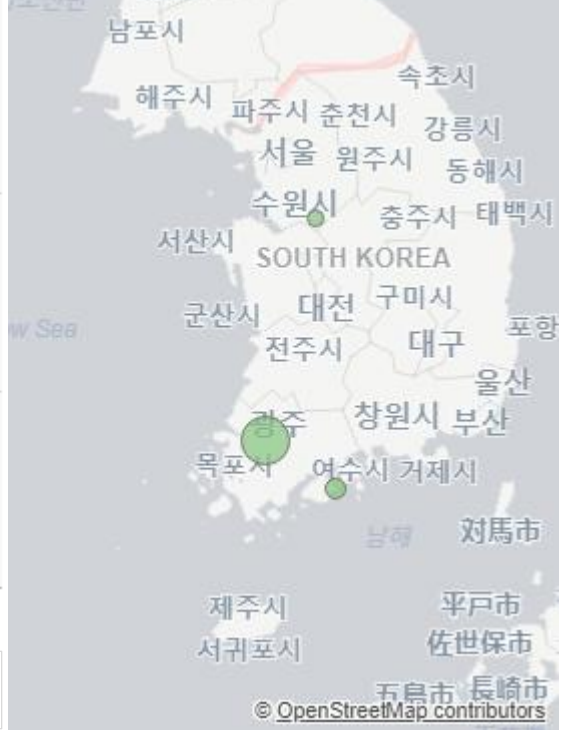 남포시
해주시
파주시 춘천시
속초시
강릉시
서울 원주시
동해시
수원시
충주시 태백시
서산시
SOUTH KOREA
군산시 대전 구미시
ow Sea
전주시 대구 포항
울산
광주 창원시 부산
목포시 여수시 거제시
남해 対馬市
제주시 平戸市
서귀포시 佐世保市
五島市 長崎市
© OpenStreetMap contributors